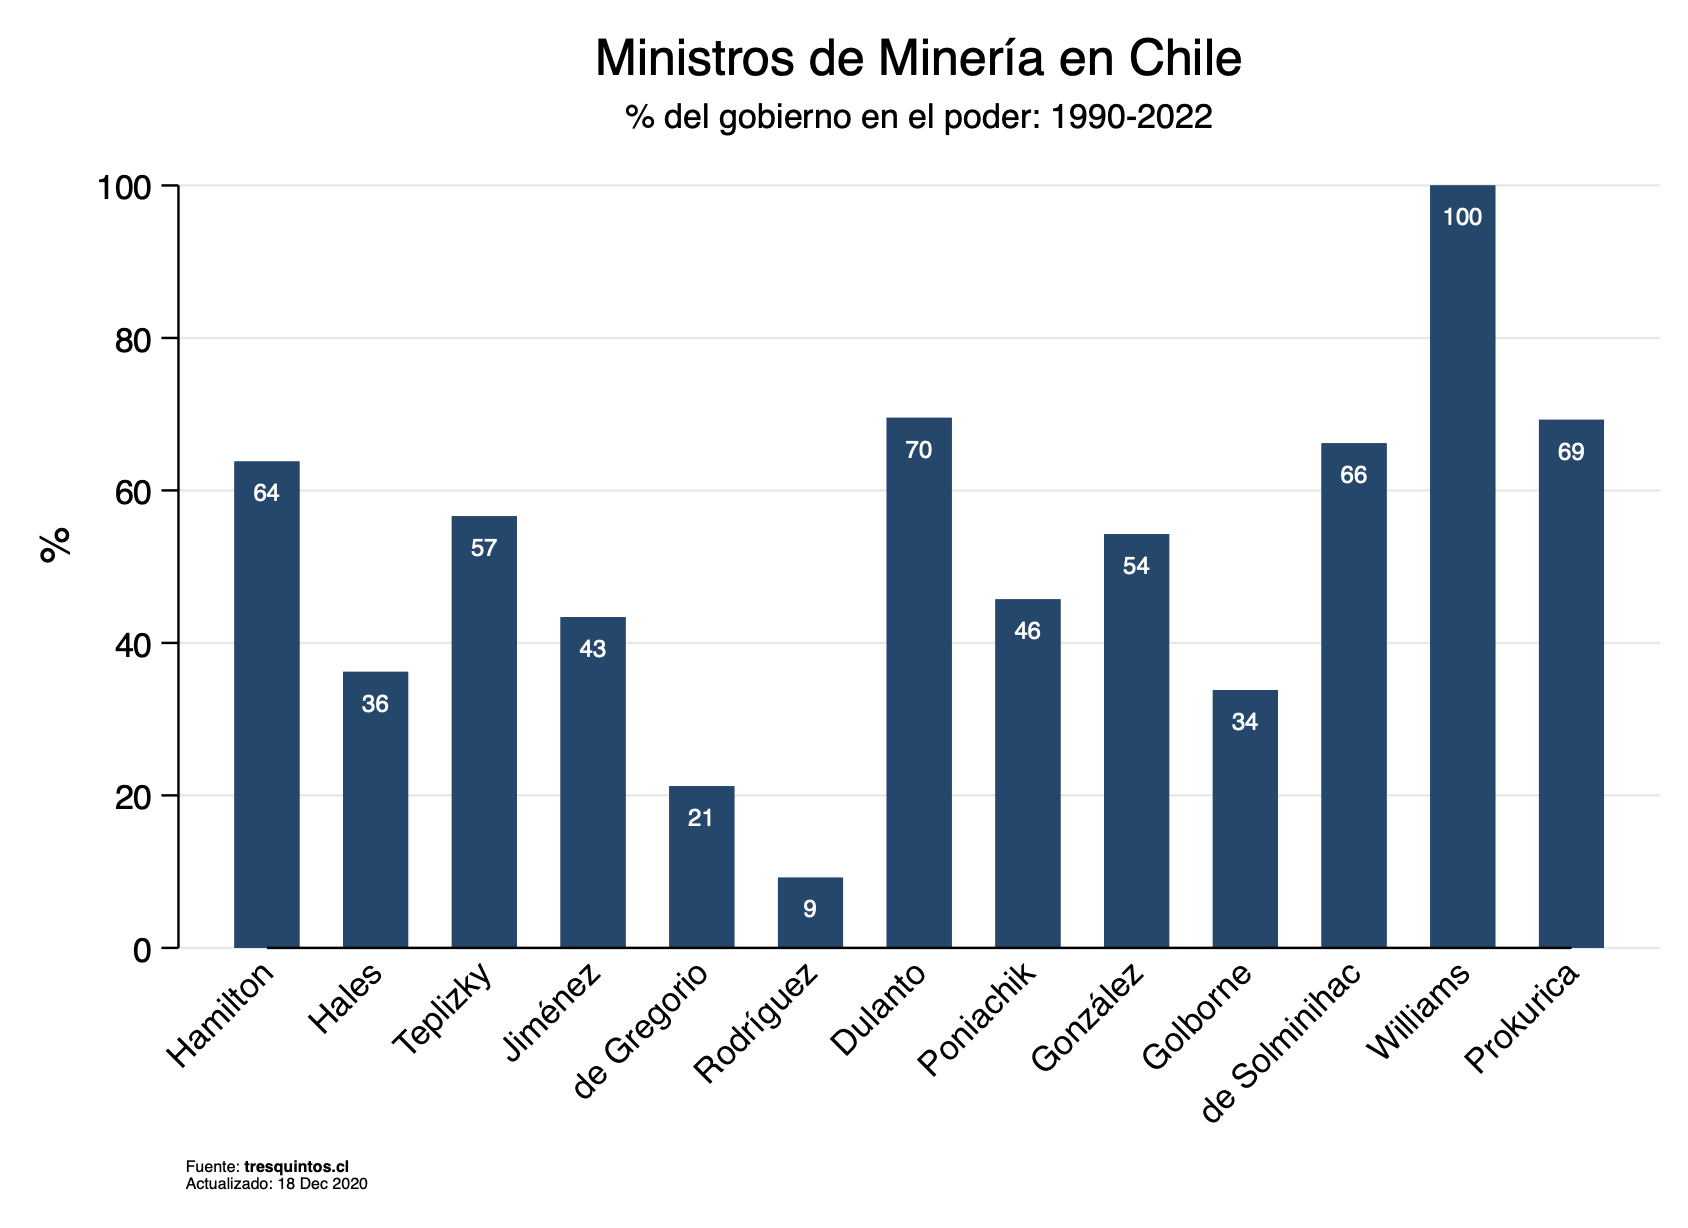 Ministros de Minería en Chile
% del gobierno en el poder: 1990-2022
%
100
80
60
40
20
0
64
36
57
43
21
9
70
46
54
34
66
100
69
Hamilton
Hales
Teplizky
Jiménez
de Gregorio
Rodríguez
Dulanto
Poniachik
González
Golborne
de Solminihac
Williams
Prokurica
Fuente: tresquintos.cl
Actualizado: 18 Dec 2020